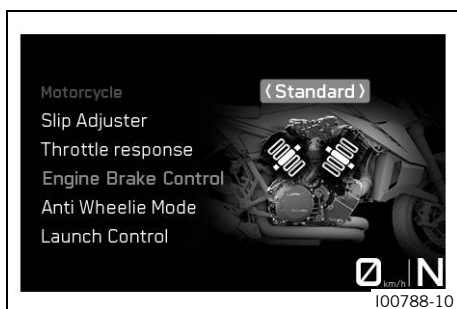 Motorcycle
⟨Standard⟩
Slip Adjuster
Throttle response
Engine Brake Control
Anti Wheelie Mode
Launch Control
0 km/h N
I00788-10